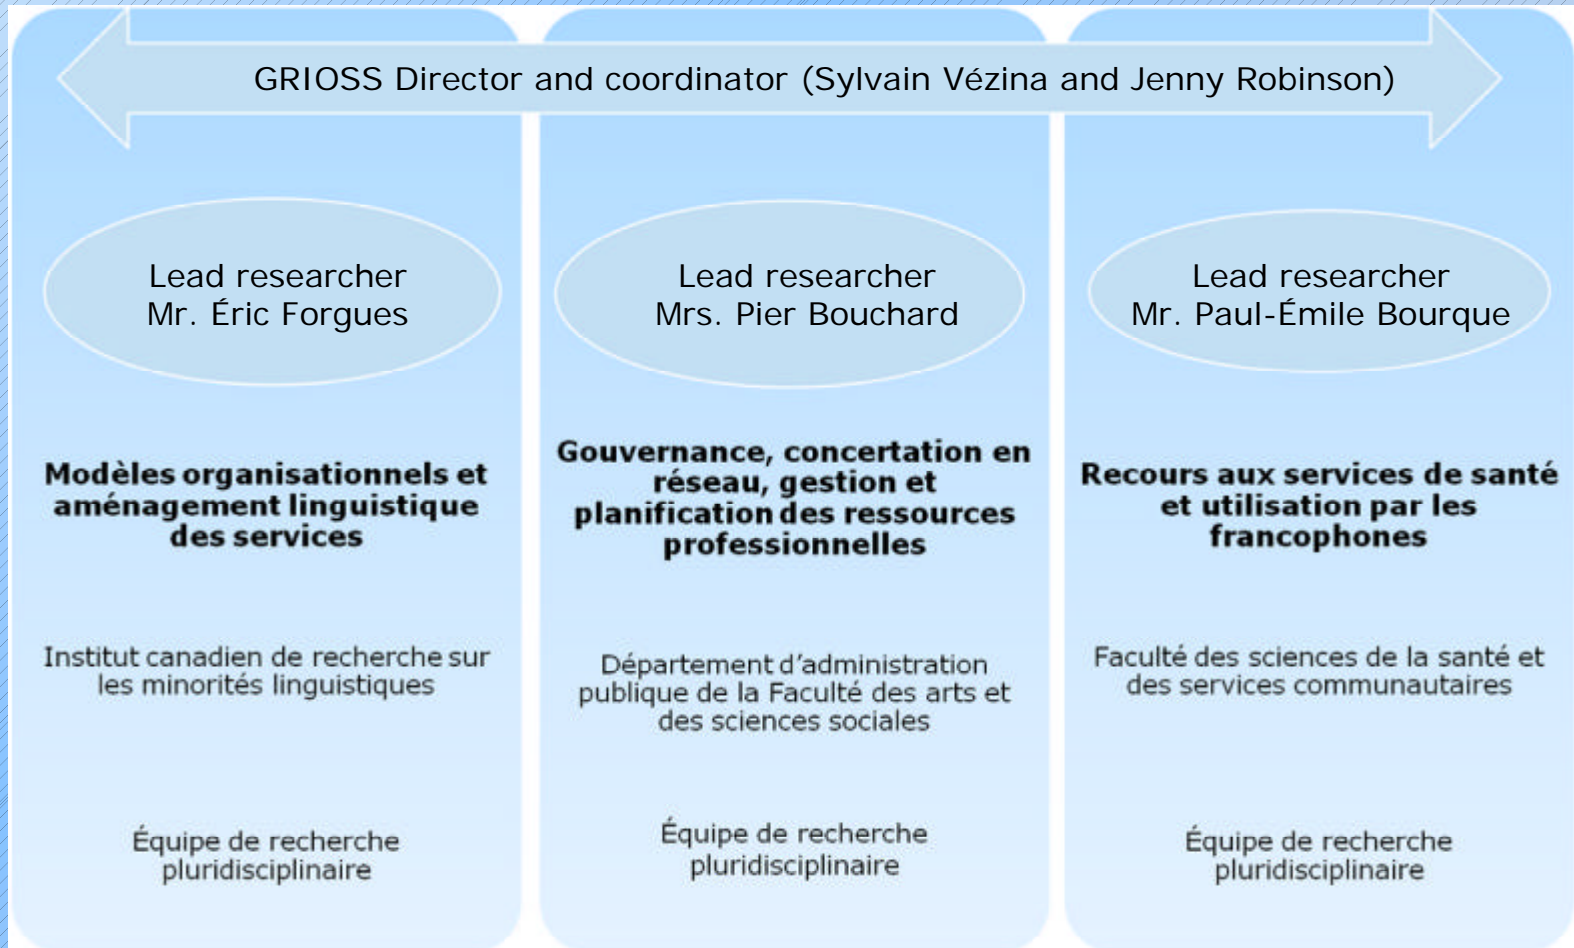 GRIOSS Director and coordinator (Sylvain Vézina and Jenny Robinson)
Lead researcher
Mr. Éric Forgues
Modèles organisationnels et
aménagement linguistique
des services
Institut canadien de recherche sur
les minorités linguistiques
Équipe de recherche
pluridisciplinaire
Lead researcher
Mrs. Pier Bouchard
Gouvernance, concertation en
réseau, gestion et
planification des ressources
professionnelles
Département d'administration
publique de la Faculté des arts et
des sciences sociales
Équipe de recherche
pluridisciplinaire
Lead researcher
Mr. Paul-Émile Bourque
Recours aux services de santé
et utilisation par les
francophones
Faculté des sciences de la santé et
des services communautaires
Équipe de recherche
pluridisciplinaire